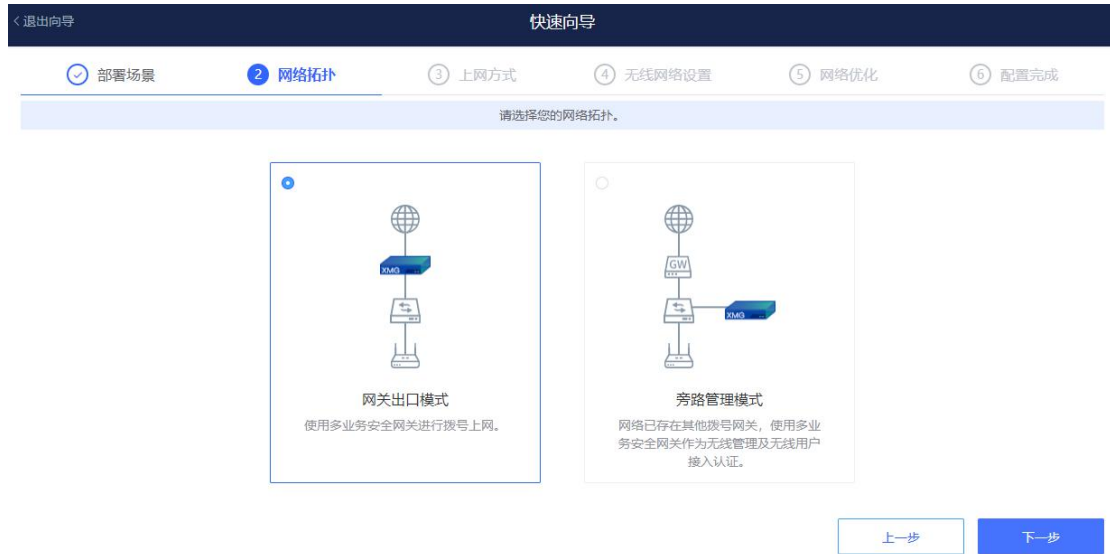 <退出向导
快速向导
部署场景
2 网络拓扑
3 上网方式
4 无线网络设置
5 网络优化
6 配置完成
请选择您的网络拓扑。
XMG
网关出口模式
使用多业务安全网关进行拨号上网。
GW
XMG
旁路管理模式
网络已存在其他拨号网关，使用多业
务安全网关作为无线管理及无线用户
接入认证。
上一步
下一步